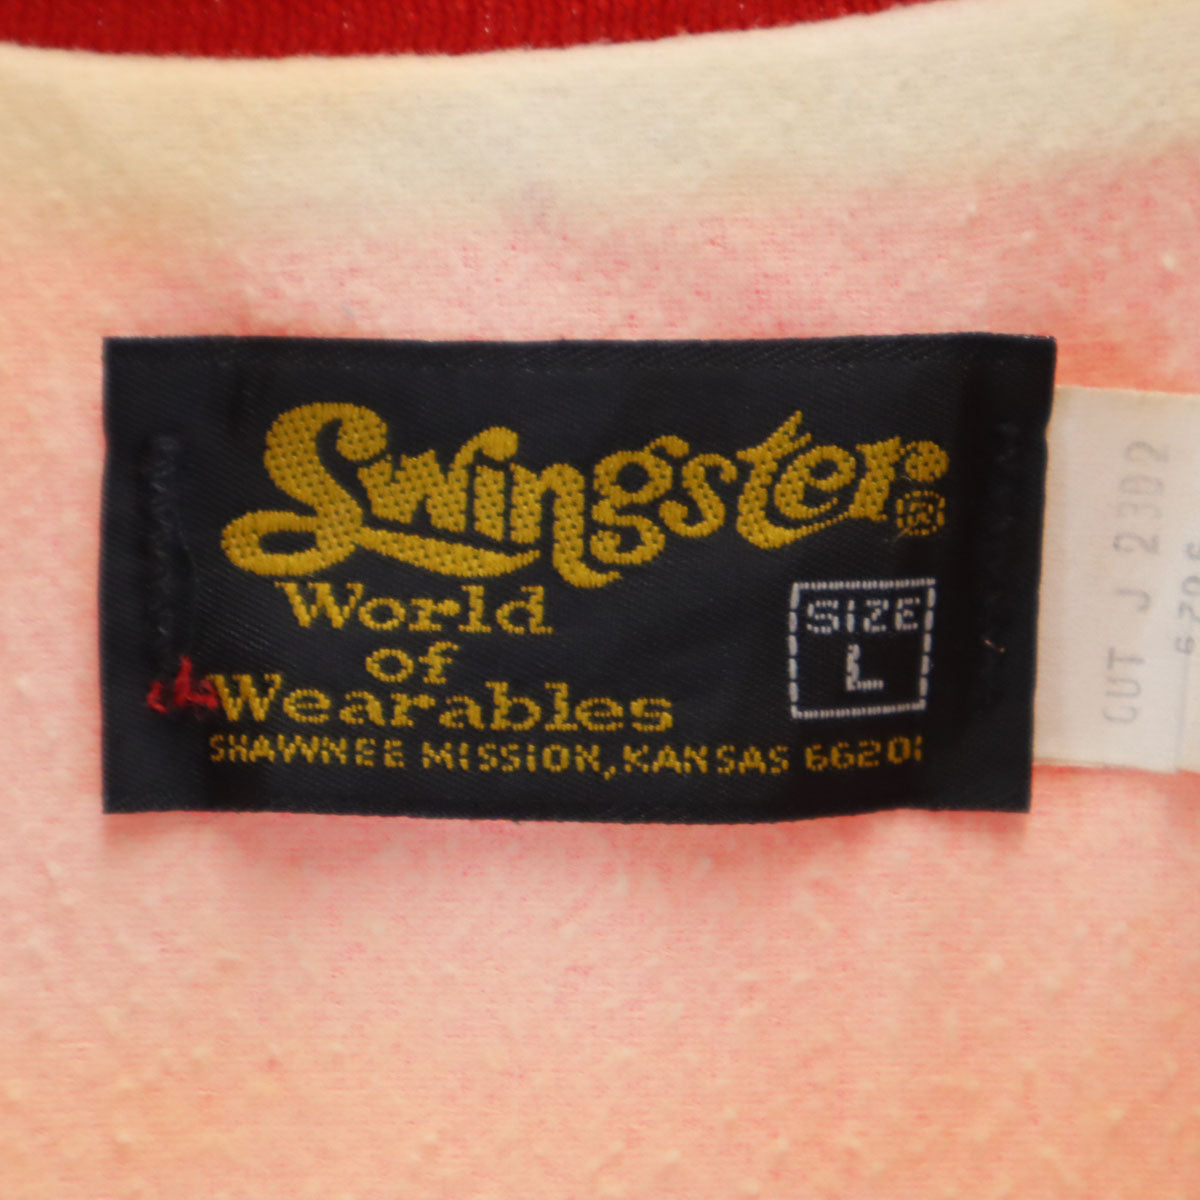 Swingster®
World
of
Wearables
SHAWNEE MISSION, KANSAS 66201
SIZE
L
CUT J 2302